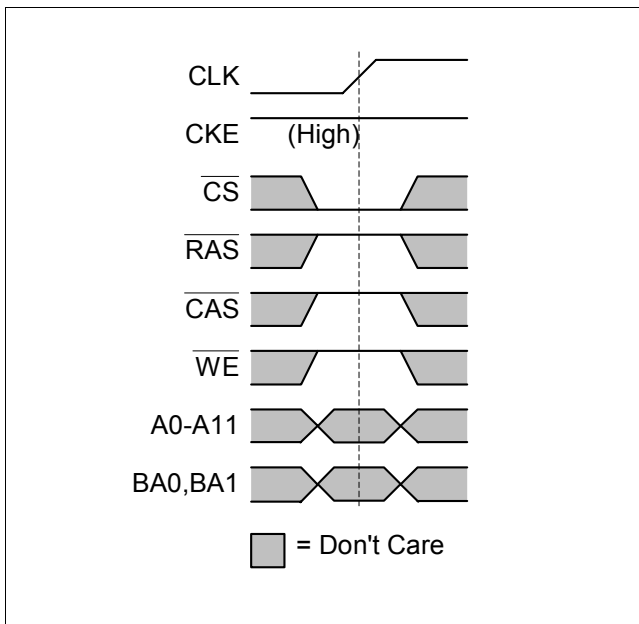 CLK
CKE (High)
CS
RAS
CAS
WE
A0-A11
BA0,BA1
= Don't Care